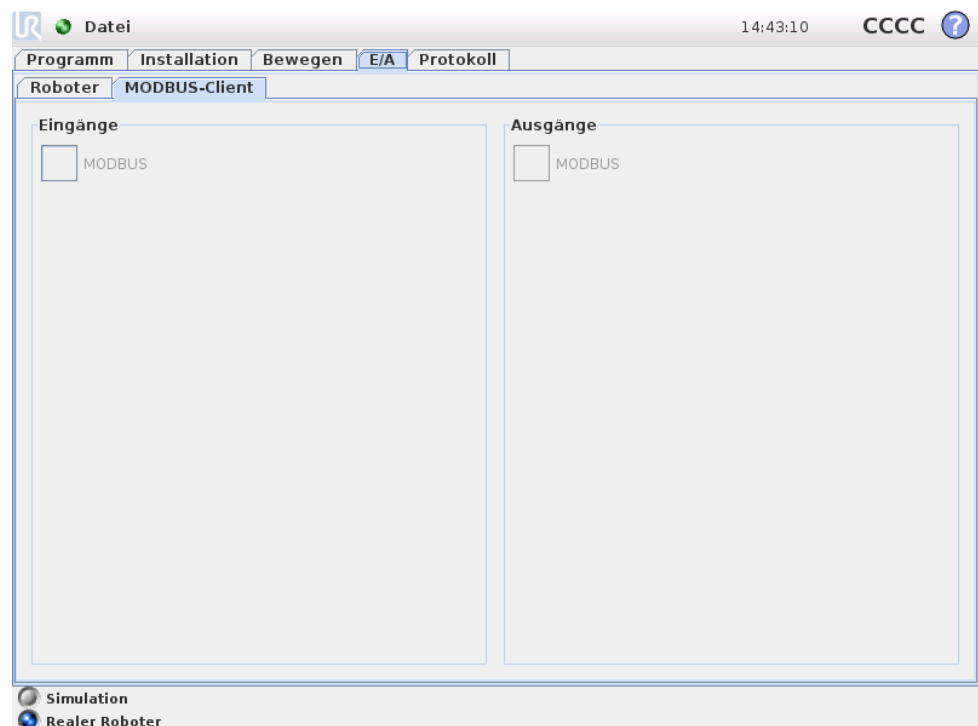 UR Datei 14:43:10 CCCC ?
Programm Installation Bewegen E/A Protokoll
Roboter MODBUS-Client
Eingänge Ausgänge
MODBUS MODBUS
Simulation
Realer Roboter